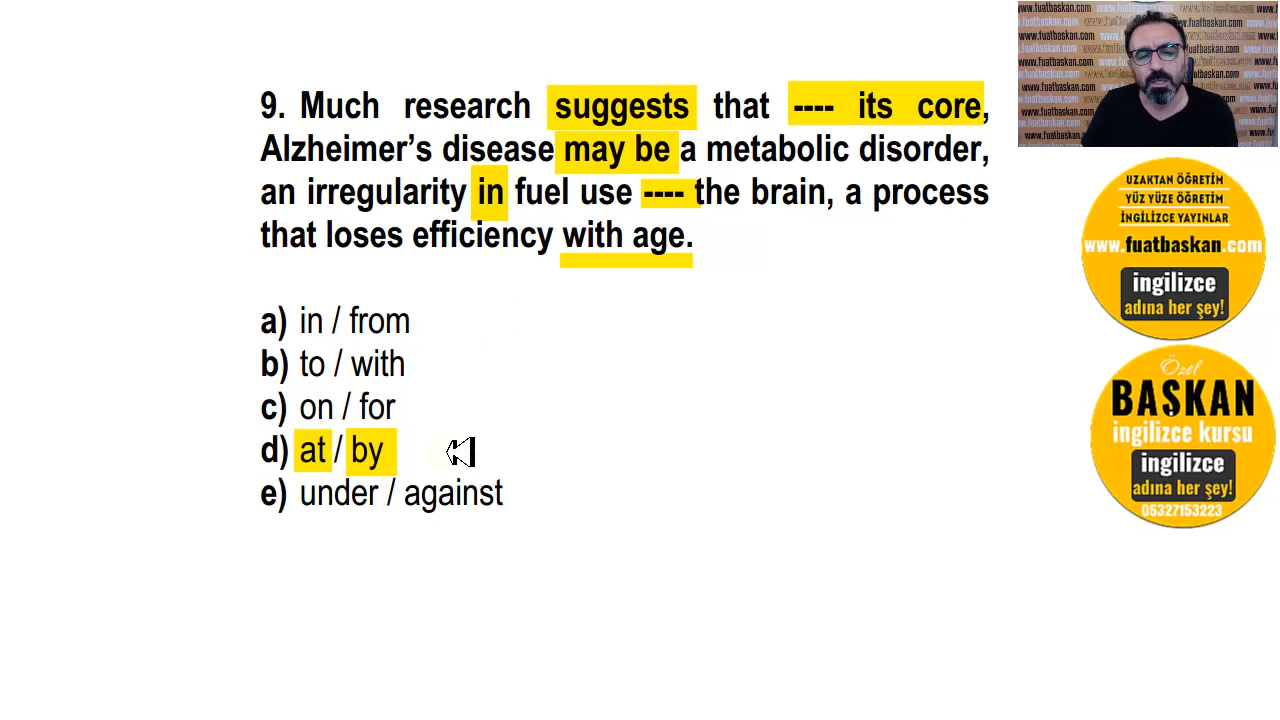 9. Much research suggests that ---- its core,
Alzheimer's disease may be a metabolic disorder,
an irregularity in fuel use ---- the brain, a process
that loses efficiency with age.
a) in / from
b) to / with
c) on / for
d) at / by
e) under / against
www.fuatbaskan.com
UZAKTAN ÖĞRETİM
YÜZ YÜZE ÖĞRETİM
İNGİLİZCE YAYINLAR
www.fuatbaskan.com
ingilizce
adına her şey!
Özel
BAŞKAN
ingilizce kursu
ingilizce
adına her şey!
05327153223